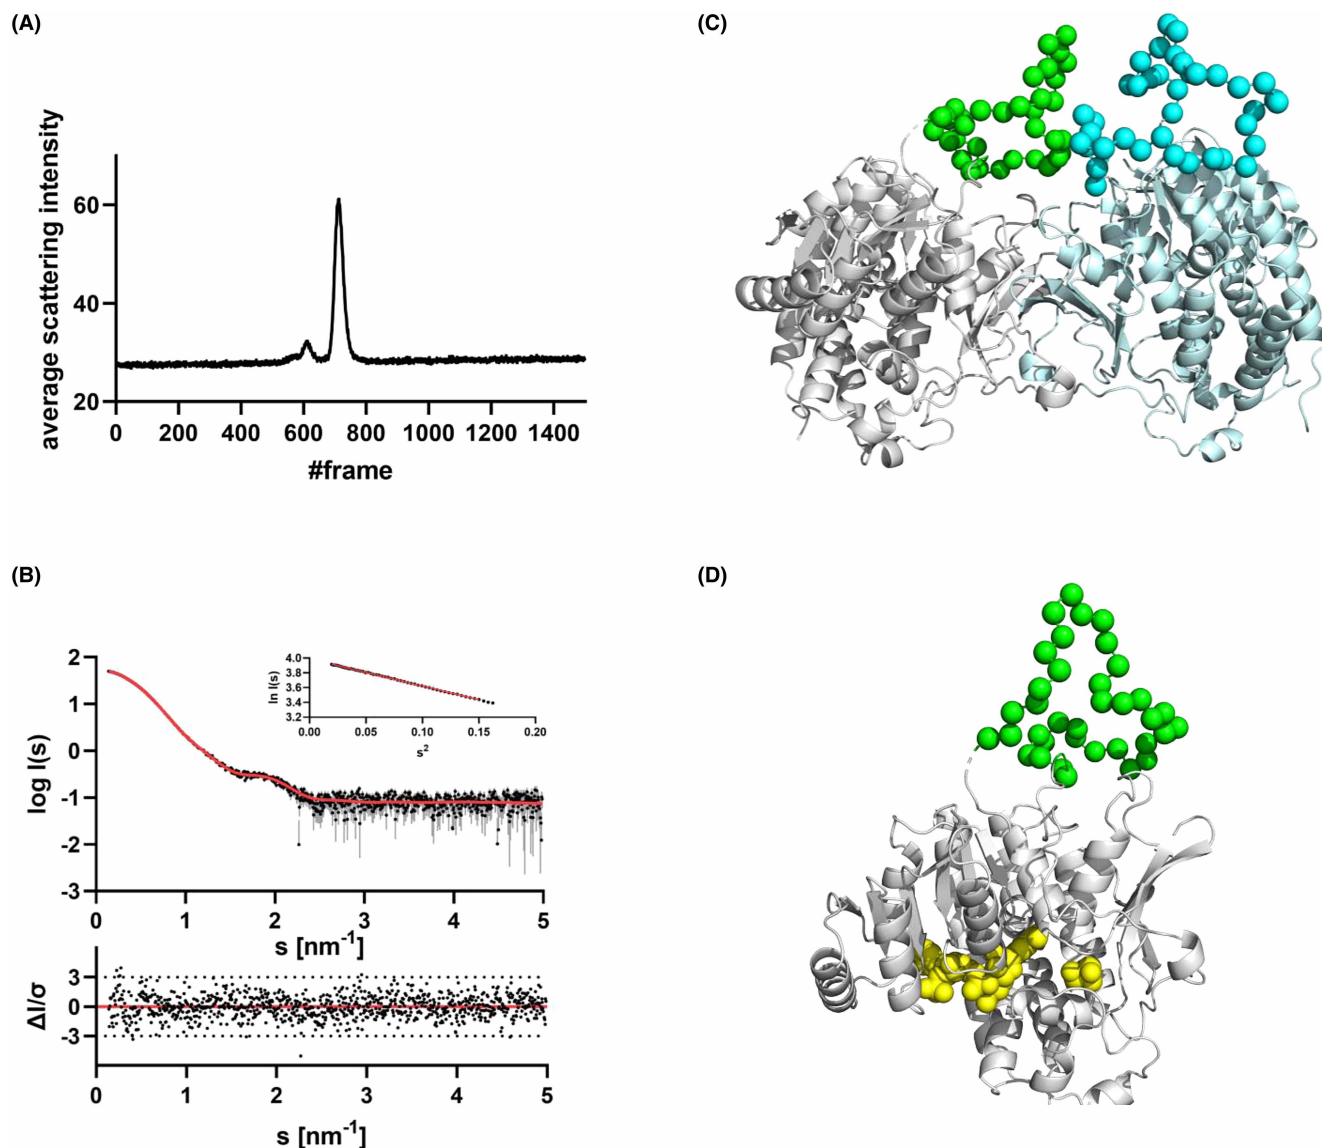 (A)
average scattering intensity
60
40
20
0 200 400 600 800 1000 1200 1400
#frame
(B)
2
1
0
-1
-2
-3
log I(s)
0 1 2 3 4 5
s [nm⁻¹]
4.0
3.8
3.6
3.4
3.2
ln I(s)
0.00 0.05 0.10 0.15 0.20
s²
3
0
-3
ΔI/σ
0 1 2 3 4 5
s [nm⁻¹]
(C)
(D)